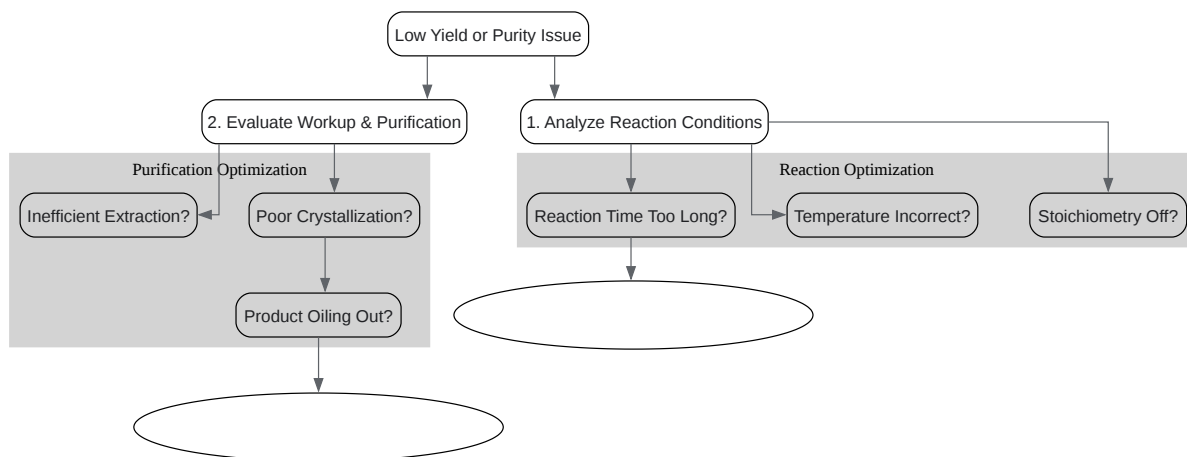 Low Yield or Purity Issue
2. Evaluate Workup & Purification
1. Analyze Reaction Conditions
Purification Optimization
Reaction Optimization
Inefficient Extraction?
Poor Crystallization?
Reaction Time Too Long?
Temperature Incorrect?
Stoichiometry Off?
Product Oiling Out?